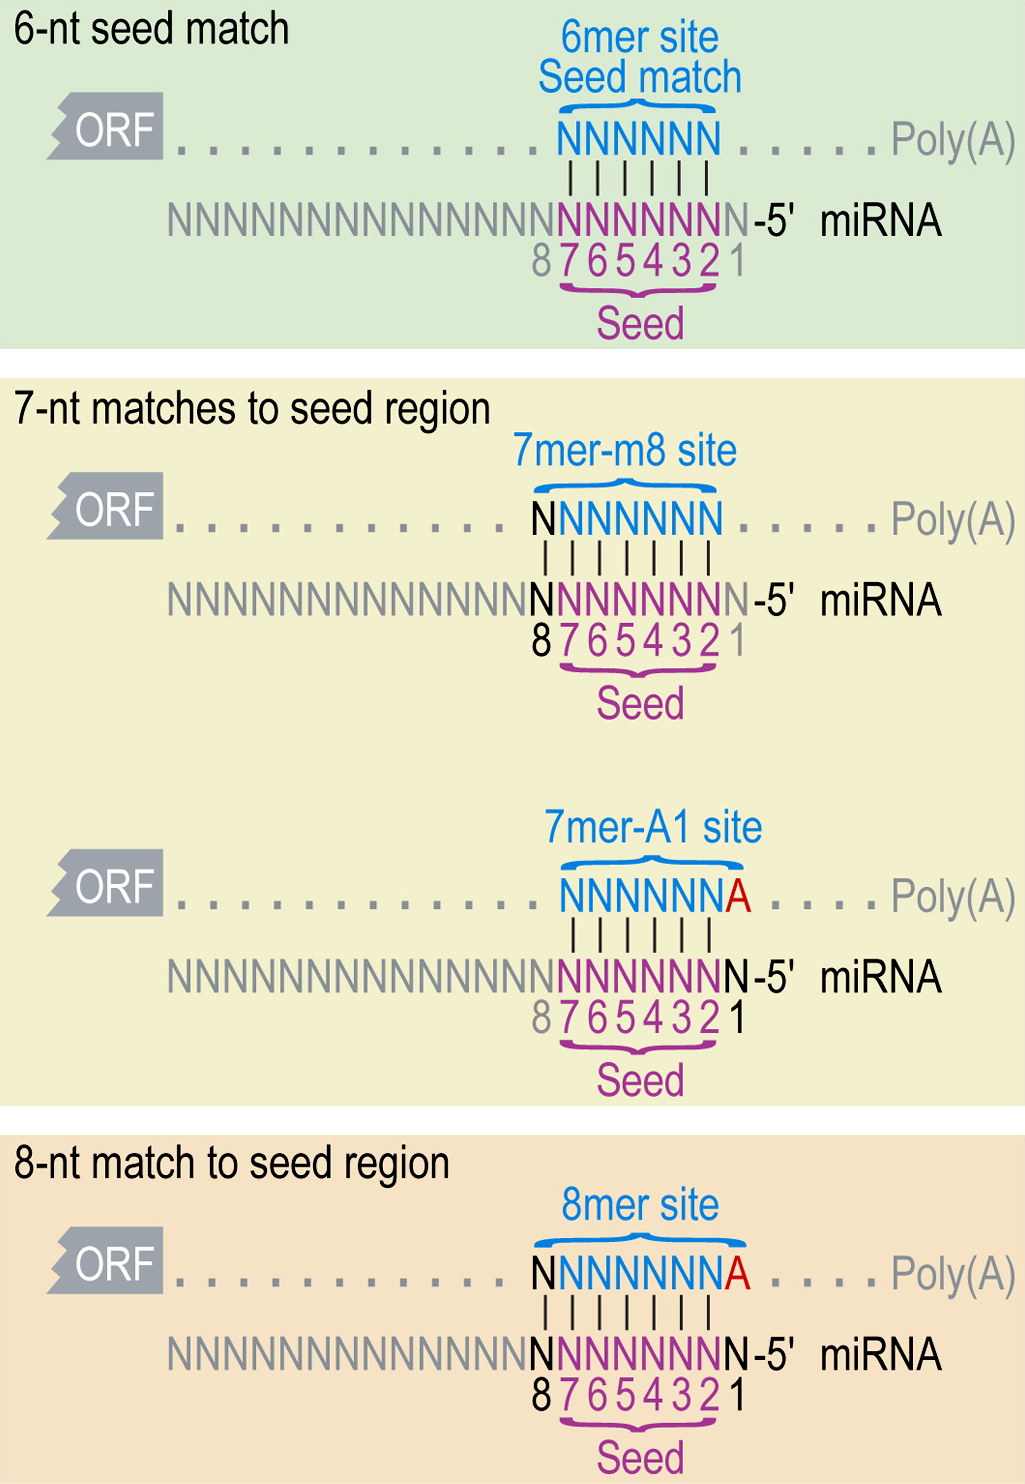 6-nt seed match
6mer site
Seed match
ORF . . . . . . . . . . . . NNNNNN . . . . . Poly(A)
NNNNNNNNNNNNNNNNNNNNN-5' miRNA
8 7 6 5 4 3 2 1
Seed
7-nt matches to seed region
7mer-m8 site
ORF . . . . . . . . . . . NNNNNNN . . . . . Poly(A)
NNNNNNNNNNNNNNNNNNNNN-5' miRNA
8 7 6 5 4 3 2 1
Seed
7mer-A1 site
ORF . . . . . . . . . . . . NNNNNNA . . . . Poly(A)
NNNNNNNNNNNNNNNNNNNNN-5' miRNA
8 7 6 5 4 3 2 1
Seed
8-nt match to seed region
8mer site
ORF . . . . . . . . . . . NNNNNNNA . . . . Poly(A)
NNNNNNNNNNNNNNNNNNNNN-5' miRNA
8 7 6 5 4 3 2 1
Seed